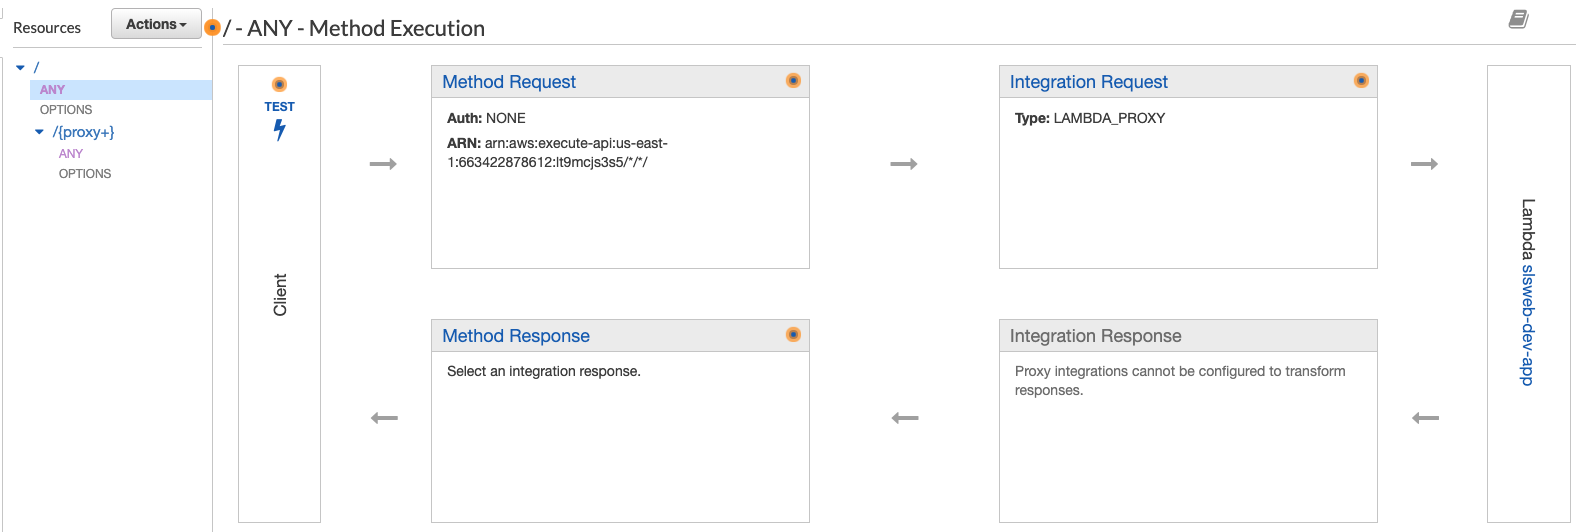 Resources
Actions
/ - ANY - Method Execution
/
ANY
OPTIONS
/{proxy+}
ANY
OPTIONS
TEST
Client
Method Request
Auth: NONE
ARN: arn:aws:execute-api:us-east-
1:663422878612:lt9mcjs3s5/*/*/
Integration Request
Type: LAMBDA_PROXY
Method Response
Select an integration response.
Integration Response
Proxy integrations cannot be configured to transform
responses.
Lambda slsweb-dev-app